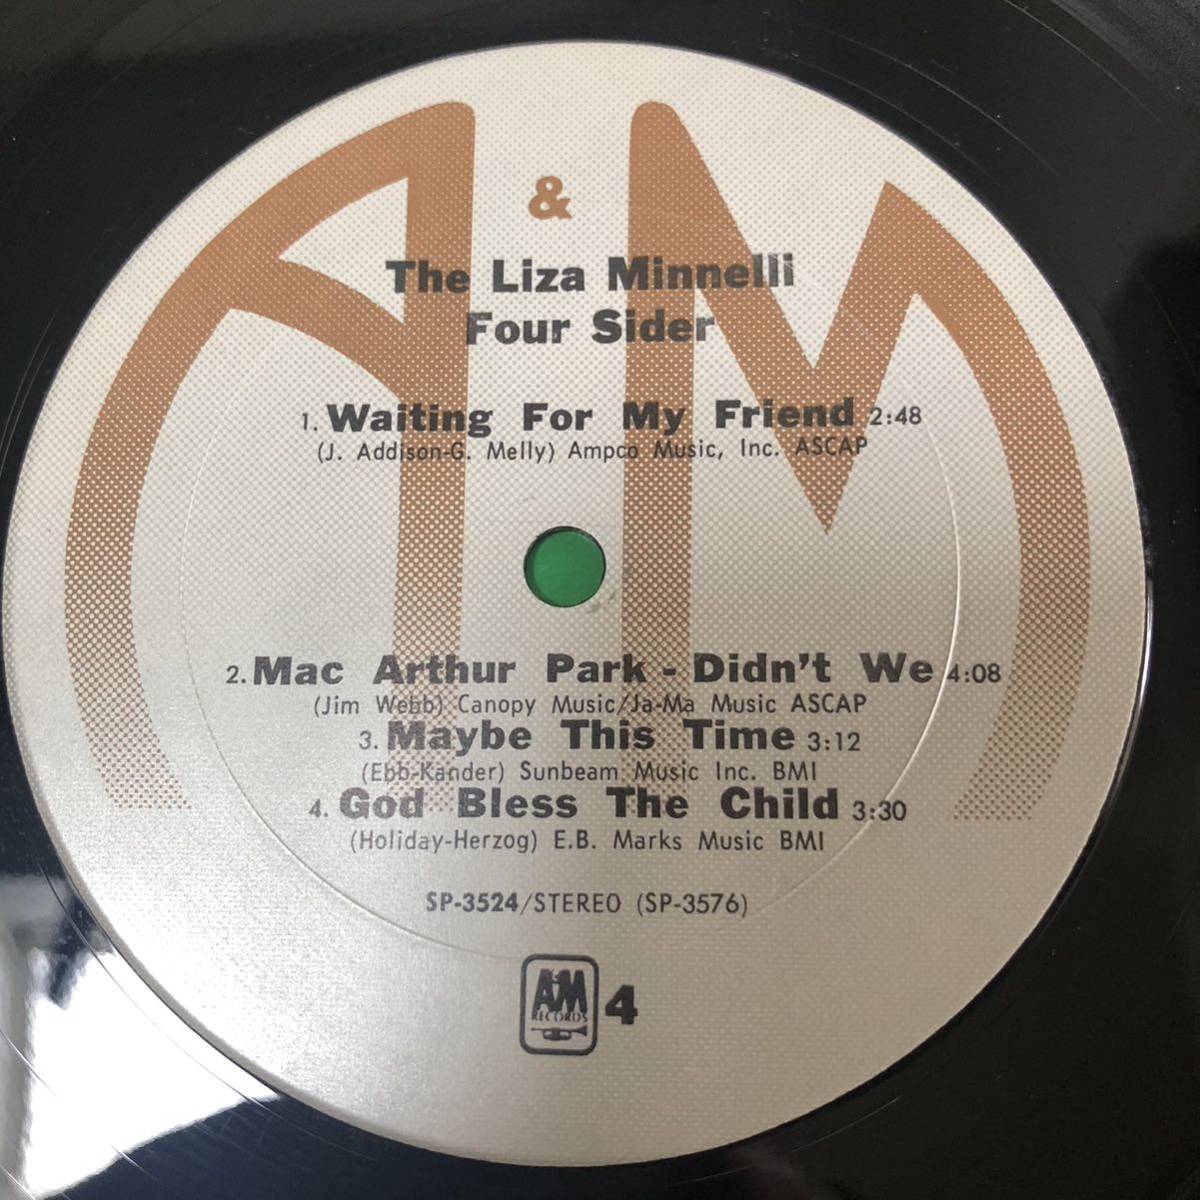 A & M
The Liza Minnelli
Four Sider
1. Waiting For My Friend 2:48
(J. Addison-G. Melly) Ampco Music, Inc. ASCAP
2. Mac Arthur Park - Didn't We 4:08
(Jim Webb) Canopy Music/Ja-Ma Music ASCAP
3. Maybe This Time 3:12
(Ebb-Kander) Sunbeam Music Inc. BMI
4. God Bless The Child 3:30
(Holiday-Herzog) E.B. Marks Music BMI
SP-3524/STEREO (SP-3576)
A&M
RECORDS
4